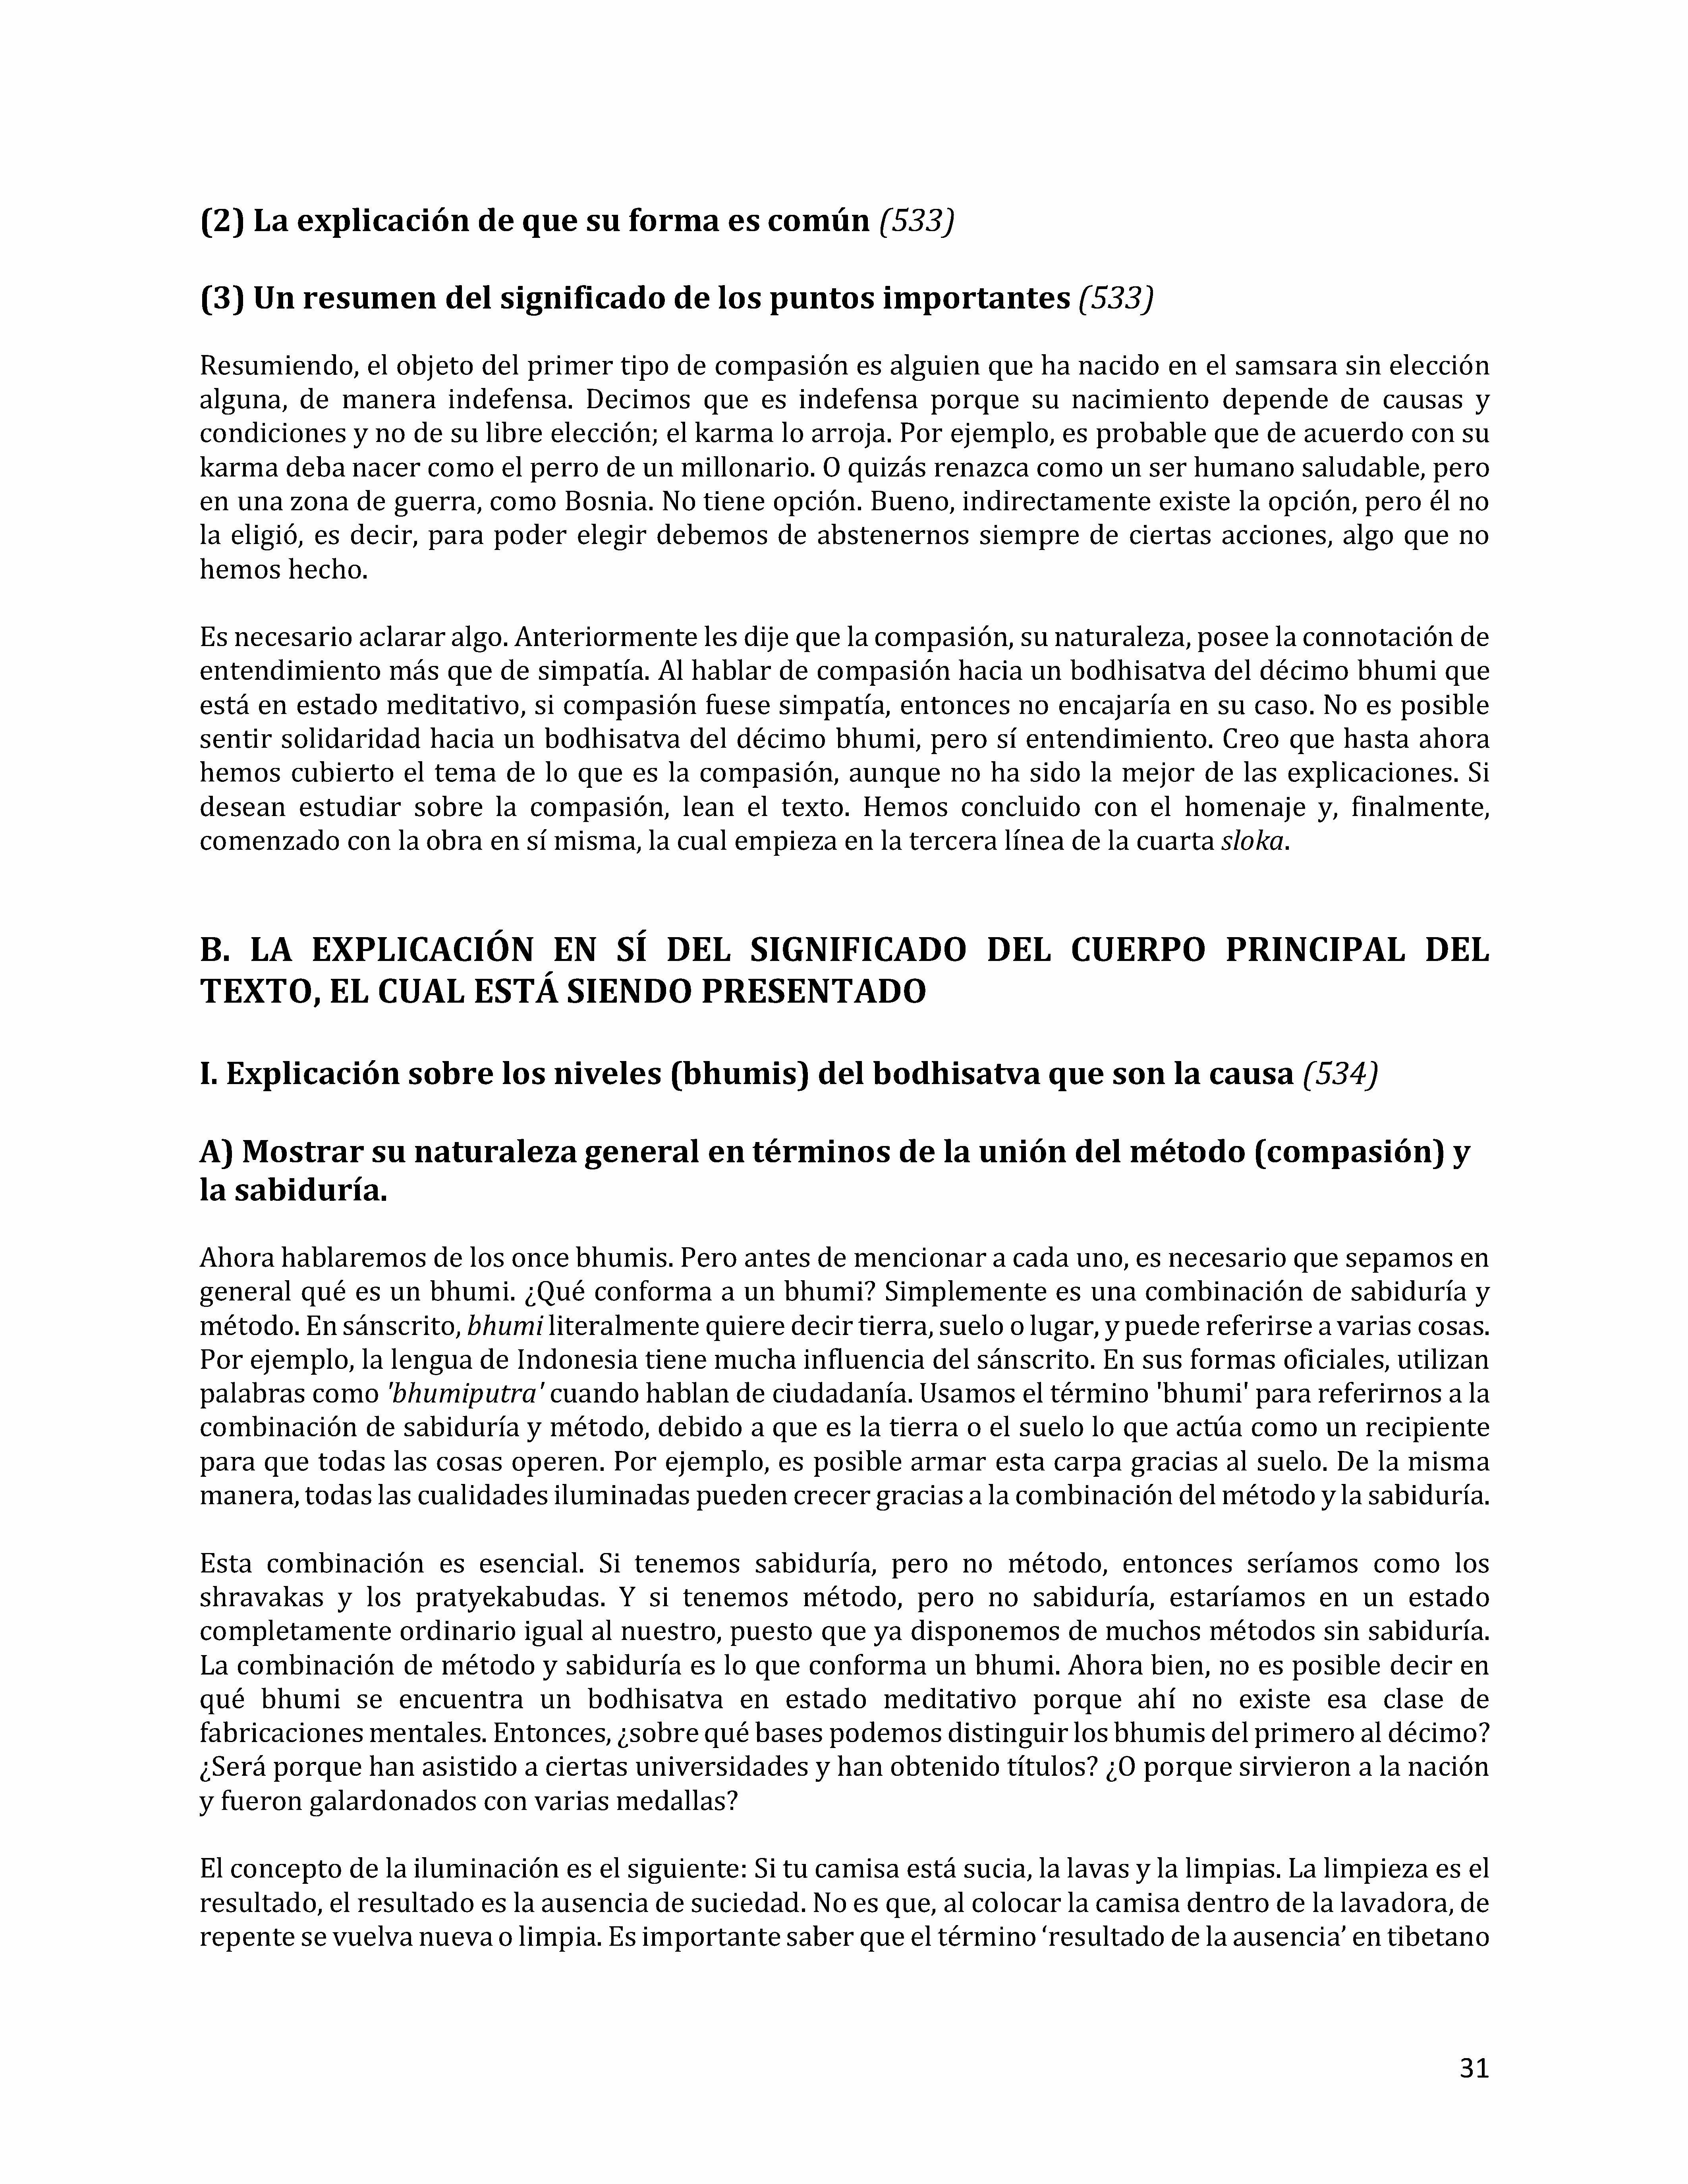 (2) La explicación de que su forma es común (533)
(3) Un resumen del significado de los puntos importantes (533)
Resumiendo, el objeto del primer tipo de compasión es alguien que ha nacido en el samsara sin elección
alguna, de manera indefensa. Decimos que es indefensa porque su nacimiento depende de causas y
condiciones y no de su libre elección; el karma lo arroja. Por ejemplo, es probable que de acuerdo con su
karma deba nacer como el perro de un millonario. O quizás renazca como un ser humano saludable, pero
en una zona de guerra, como Bosnia. No tiene opción. Bueno, indirectamente existe la opción, pero él no
la eligió, es decir, para poder elegir debemos de abstenernos siempre de ciertas acciones, algo que no
hemos hecho.
Es necesario aclarar algo. Anteriormente les dije que la compasión, su naturaleza, posee la connotación de
entendimiento más que de simpatía. Al hablar de compasión hacia un bodhisatva del décimo bhumi que
está en estado meditativo, si compasión fuese simpatía, entonces no encajaría en su caso. No es posible
sentir solidaridad hacia un bodhisatva del décimo bhumi, pero sí entendimiento. Creo que hasta ahora
hemos cubierto el tema de lo que es la compasión, aunque no ha sido la mejor de las explicaciones. Si
desean estudiar sobre la compasión, lean el texto. Hemos concluido con el homenaje y, finalmente,
comenzado con la obra en sí misma, la cual empieza en la tercera línea de la cuarta sloka.
B. LA EXPLICACIÓN EN SÍ DEL SIGNIFICADO DEL CUERPO PRINCIPAL DEL
TEXTO, EL CUAL ESTÁ SIENDO PRESENTADO
I. Explicación sobre los niveles (bhumis) del bodhisatva que son la causa (534)
A) Mostrar su naturaleza general en términos de la unión del método (compasión) y
la sabiduría.
Ahora hablaremos de los once bhumis. Pero antes de mencionar a cada uno, es necesario que sepamos en
general qué es un bhumi. ¿Qué conforma a un bhumi? Simplemente es una combinación de sabiduría y
método. En sánscrito, bhumi literalmente quiere decir tierra, suelo o lugar, y puede referirse a varias cosas.
Por ejemplo, la lengua de Indonesia tiene mucha influencia del sánscrito. En sus formas oficiales, utilizan
palabras como 'bhumiputra' cuando hablan de ciudadanía. Usamos el término 'bhumi' para referirnos a la
combinación de sabiduría y método, debido a que es la tierra o el suelo lo que actúa como un recipiente
para que todas las cosas operen. Por ejemplo, es posible armar esta carpa gracias al suelo. De la misma
manera, todas las cualidades iluminadas pueden crecer gracias a la combinación del método y la sabiduría.
Esta combinación es esencial. Si tenemos sabiduría, pero no método, entonces seríamos como los
shravakas y los pratyekabudas. Y si tenemos método, pero no sabiduría, estaríamos en un estado
completamente ordinario igual al nuestro, puesto que ya disponemos de muchos métodos sin sabiduría.
La combinación de método y sabiduría es lo que conforma un bhumi. Ahora bien, no es posible decir en
qué bhumi se encuentra un bodhisatva en estado meditativo porque ahí no existe esa clase de
fabricaciones mentales. Entonces, ¿sobre qué bases podemos distinguir los bhumis del primero al décimo?
¿Será porque han asistido a ciertas universidades y han obtenido títulos? ¿O porque sirvieron a la nación
y fueron galardonados con varias medallas?
El concepto de la iluminación es el siguiente: Si tu camisa está sucia, la lavas y la limpias. La limpieza es el
resultado, el resultado es la ausencia de suciedad. No es que, al colocar la camisa dentro de la lavadora, de
repente se vuelva nueva o limpia. Es importante saber que el término ‘resultado de la ausencia’ en tibetano
31